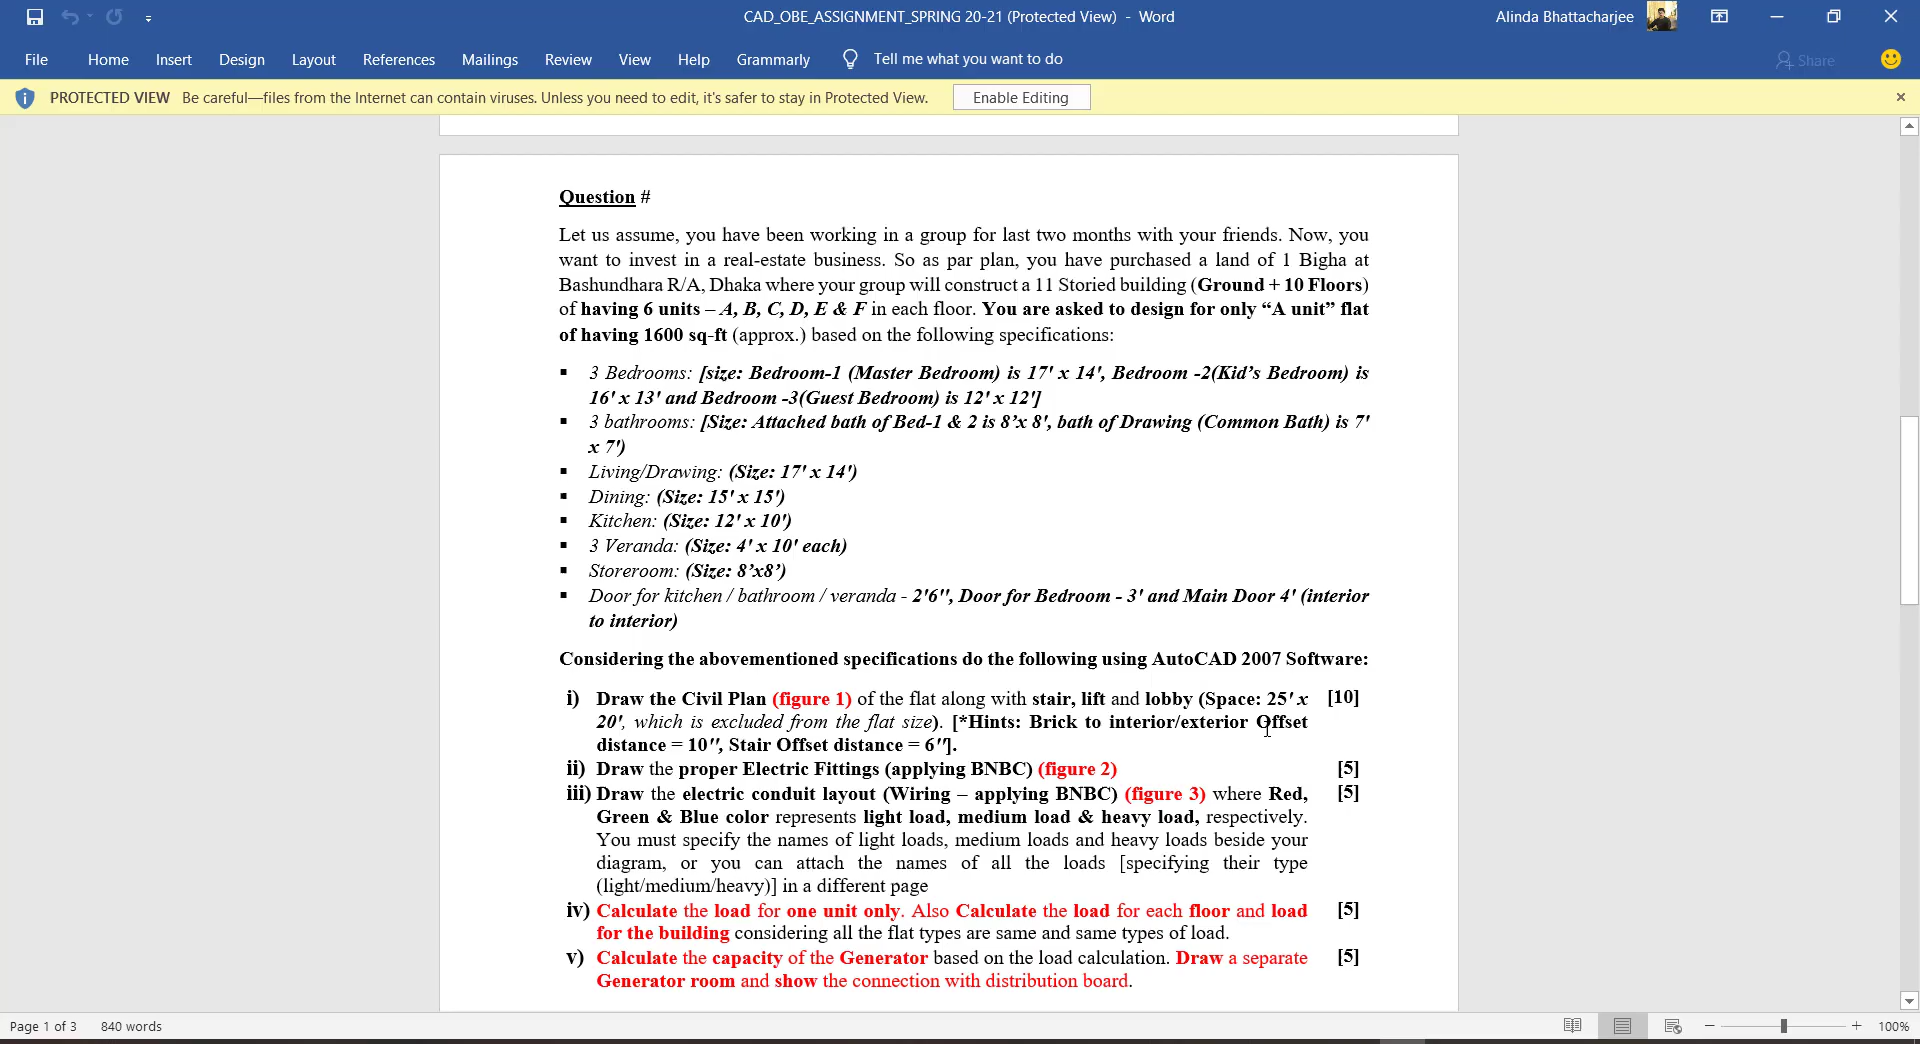 CAD_OBE_ASSIGNMENT_SPRING 20-21 (Protected View) - Word
Alinda Bhattacharjee
File Home Insert Design Layout References Mailings Review View Help Grammarly Tell me what you want to do
Share
PROTECTED VIEW Be careful—files from the Internet can contain viruses. Unless you need to edit, it's safer to stay in Protected View.
Enable Editing
Question #
Let us assume, you have been working in a group for last two months with your friends. Now, you
want to invest in a real-estate business. So as par plan, you have purchased a land of 1 Bigha at
Bashundhara R/A, Dhaka where your group will construct a 11 Storied building (Ground + 10 Floors)
of having 6 units – A, B, C, D, E & F in each floor. You are asked to design for only “A unit” flat
of having 1600 sq-ft (approx.) based on the following specifications:
▪ 3 Bedrooms: [size: Bedroom-1 (Master Bedroom) is 17' x 14', Bedroom -2(Kid’s Bedroom) is
16' x 13' and Bedroom -3(Guest Bedroom) is 12' x 12']
▪ 3 bathrooms: [Size: Attached bath of Bed-1 & 2 is 8’x 8', bath of Drawing (Common Bath) is 7'
x 7')
▪ Living/Drawing: (Size: 17' x 14')
▪ Dining: (Size: 15' x 15')
▪ Kitchen: (Size: 12' x 10')
▪ 3 Veranda: (Size: 4' x 10' each)
▪ Storeroom: (Size: 8’x8’)
▪ Door for kitchen / bathroom / veranda - 2'6'', Door for Bedroom - 3' and Main Door 4' (interior
to interior)
Considering the abovementioned specifications do the following using AutoCAD 2007 Software:
i) Draw the Civil Plan (figure 1) of the flat along with stair, lift and lobby (Space: 25' x [10]
20', which is excluded from the flat size). [*Hints: Brick to interior/exterior Offset
distance = 10'', Stair Offset distance = 6''].
ii) Draw the proper Electric Fittings (applying BNBC) (figure 2) [5]
iii) Draw the electric conduit layout (Wiring – applying BNBC) (figure 3) where Red, [5]
Green & Blue color represents light load, medium load & heavy load, respectively.
You must specify the names of light loads, medium loads and heavy loads beside your
diagram, or you can attach the names of all the loads [specifying their type
(light/medium/heavy)] in a different page
iv) Calculate the load for one unit only. Also Calculate the load for each floor and load [5]
for the building considering all the flat types are same and same types of load.
v) Calculate the capacity of the Generator based on the load calculation. Draw a separate [5]
Generator room and show the connection with distribution board.
Page 1 of 3 840 words
100%